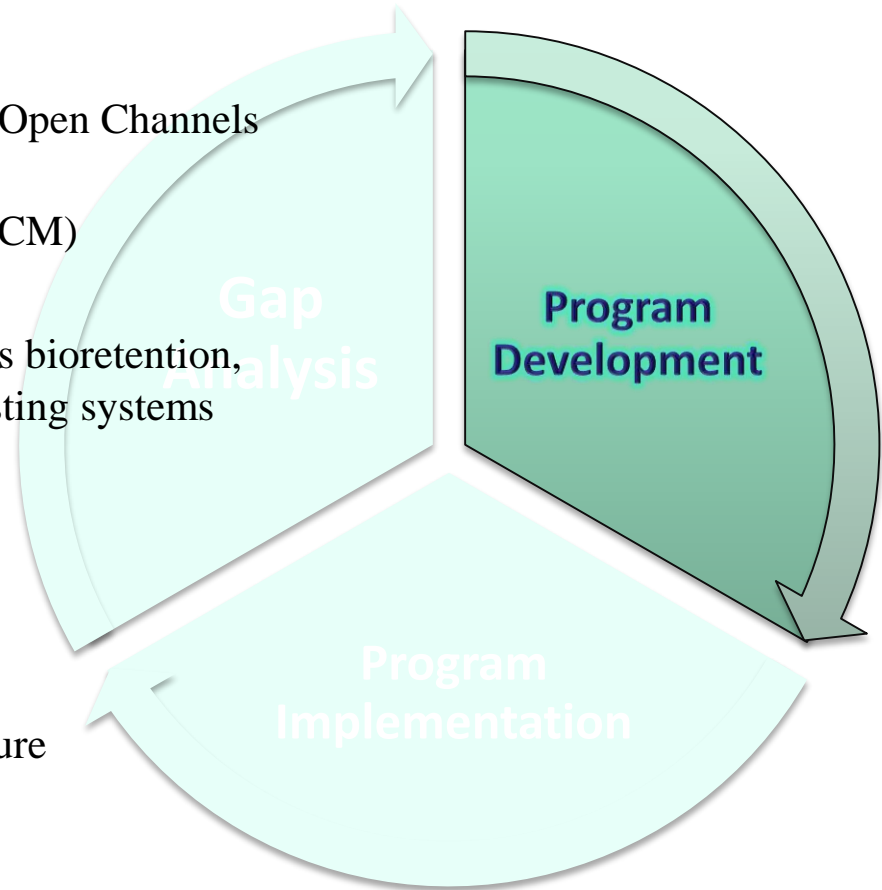 Open Channels
CM)
s bioretention,
sting systems
ure
Gap
Analysis
Program
Development
Program
Implementation